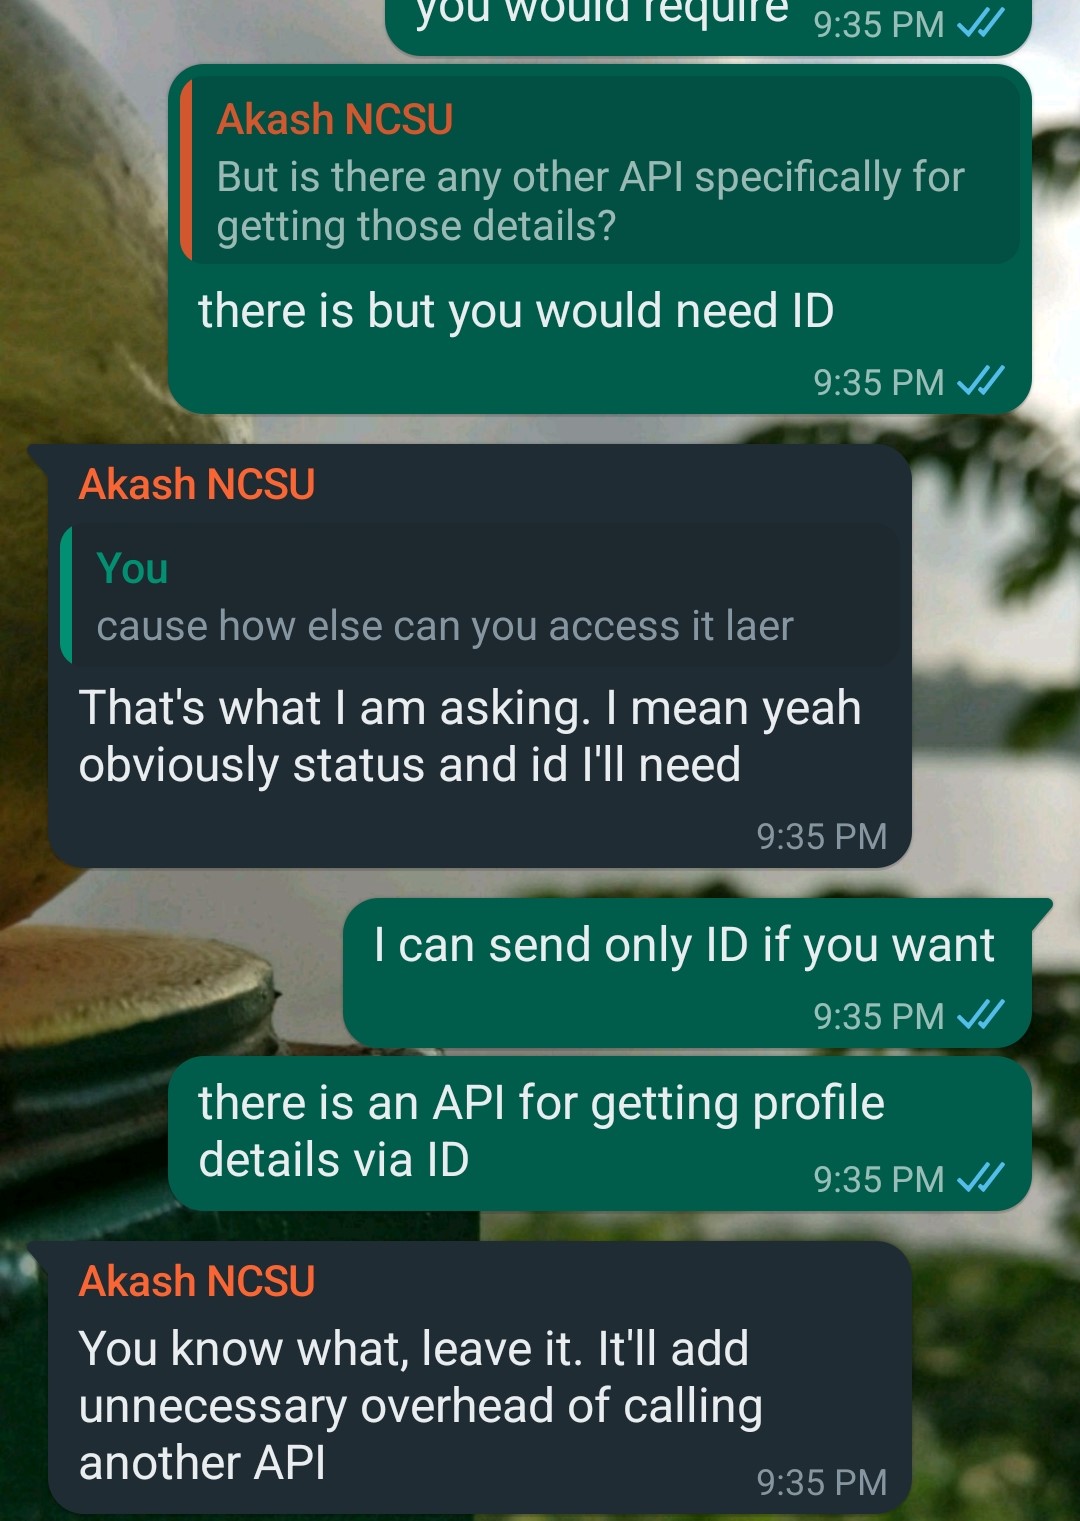 you would require 9:35 PM
Akash NCSU
But is there any other API specifically for
getting those details?
there is but you would need ID
9:35 PM
Akash NCSU
You
cause how else can you access it laer
That's what I am asking. I mean yeah
obviously status and id I'll need
9:35 PM
I can send only ID if you want
9:35 PM
there is an API for getting profile
details via ID 9:35 PM
Akash NCSU
You know what, leave it. It'll add
unnecessary overhead of calling
another API 9:35 PM